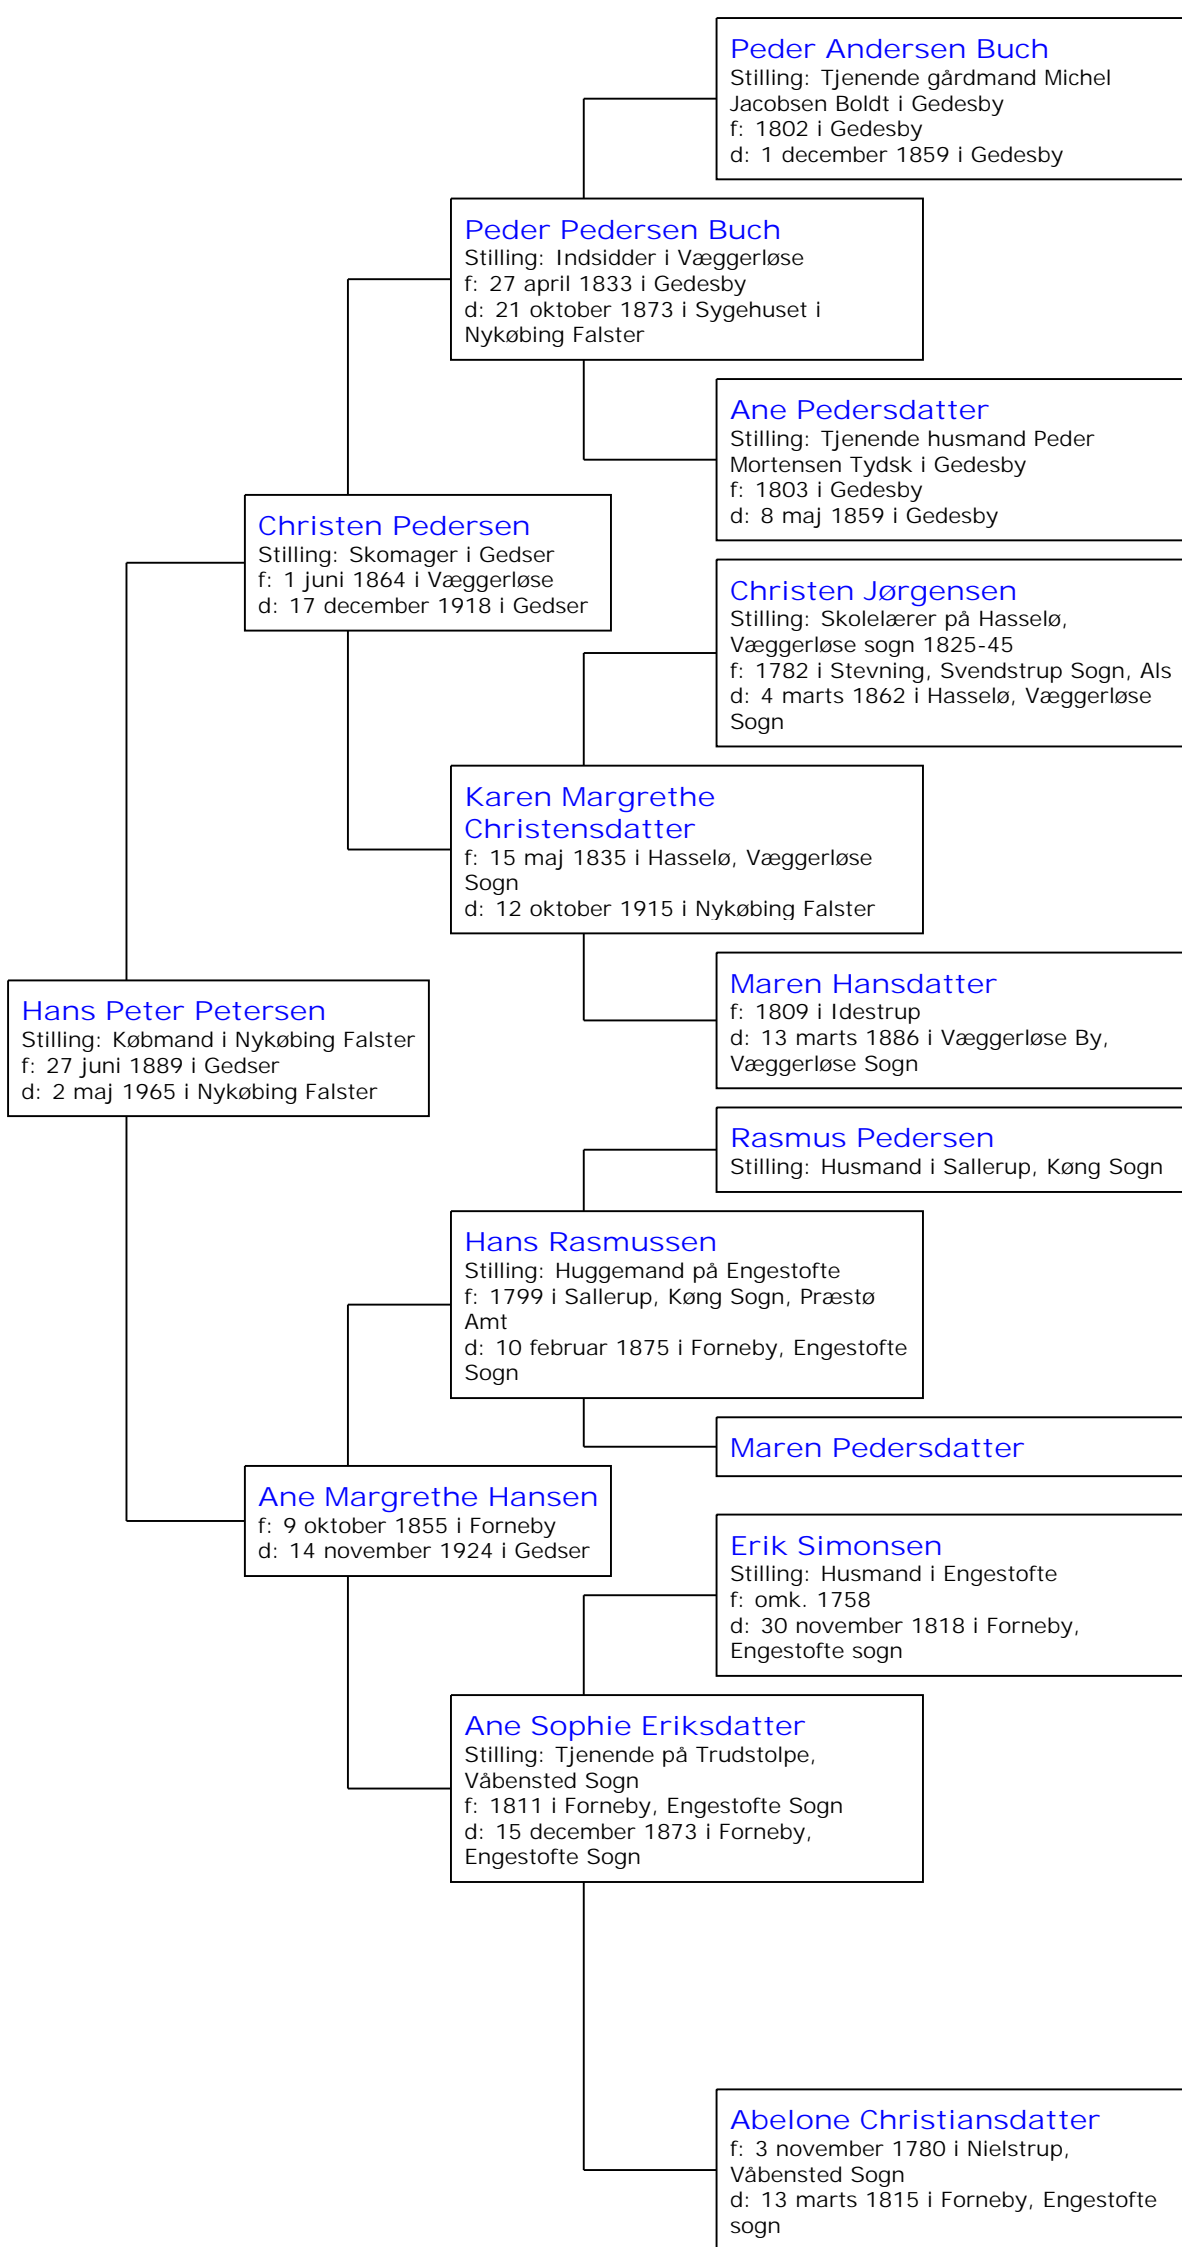 Peder Andersen Buch
Stilling: Tjenende gårdmand Michel
Jacobsen Boldt i Gedesby
f: 1802 i Gedesby
d: 1 december 1859 i Gedesby
Peder Pedersen Buch
Stilling: Indsidder i Væggerløse
f: 27 april 1833 i Gedesby
d: 21 oktober 1873 i Sygehuset i
Nykøbing Falster
Ane Pedersdatter
Stilling: Tjenende husmand Peder
Mortensen Tydsk i Gedesby
f: 1803 i Gedesby
d: 8 maj 1859 i Gedesby
Christen Pedersen
Stilling: Skomager i Gedser
f: 1 juni 1864 i Væggerløse
d: 17 december 1918 i Gedser
Christen Jørgensen
Stilling: Skolelærer på Hasselø,
Væggerløse sogn 1825-45
f: 1782 i Stevning, Svendstrup Sogn, Als
d: 4 marts 1862 i Hasselø, Væggerløse
Sogn
Karen Margrethe
Christensdatter
f: 15 maj 1835 i Hasselø, Væggerløse
Sogn
d: 12 oktober 1915 i Nykøbing Falster
Maren Hansdatter
f: 1809 i Idestrup
d: 13 marts 1886 i Væggerløse By,
Væggerløse Sogn
Hans Peter Petersen
Stilling: Købmand i Nykøbing Falster
f: 27 juni 1889 i Gedser
d: 2 maj 1965 i Nykøbing Falster
Rasmus Pedersen
Stilling: Husmand i Sallerup, Køng Sogn
Hans Rasmussen
Stilling: Huggemand på Engestofte
f: 1799 i Sallerup, Køng Sogn, Præstø
Amt
d: 10 februar 1875 i Forneby, Engestofte
Sogn
Maren Pedersdatter
Ane Margrethe Hansen
f: 9 oktober 1855 i Forneby
d: 14 november 1924 i Gedser
Erik Simonsen
Stilling: Husmand i Engestofte
f: omk. 1758
d: 30 november 1818 i Forneby,
Engestofte sogn
Ane Sophie Eriksdatter
Stilling: Tjenende på Trudstolpe,
Våbensted Sogn
f: 1811 i Forneby, Engestofte Sogn
d: 15 december 1873 i Forneby,
Engestofte Sogn
Abelone Christiansdatter
f: 3 november 1780 i Nielstrup,
Våbensted Sogn
d: 13 marts 1815 i Forneby, Engestofte
sogn